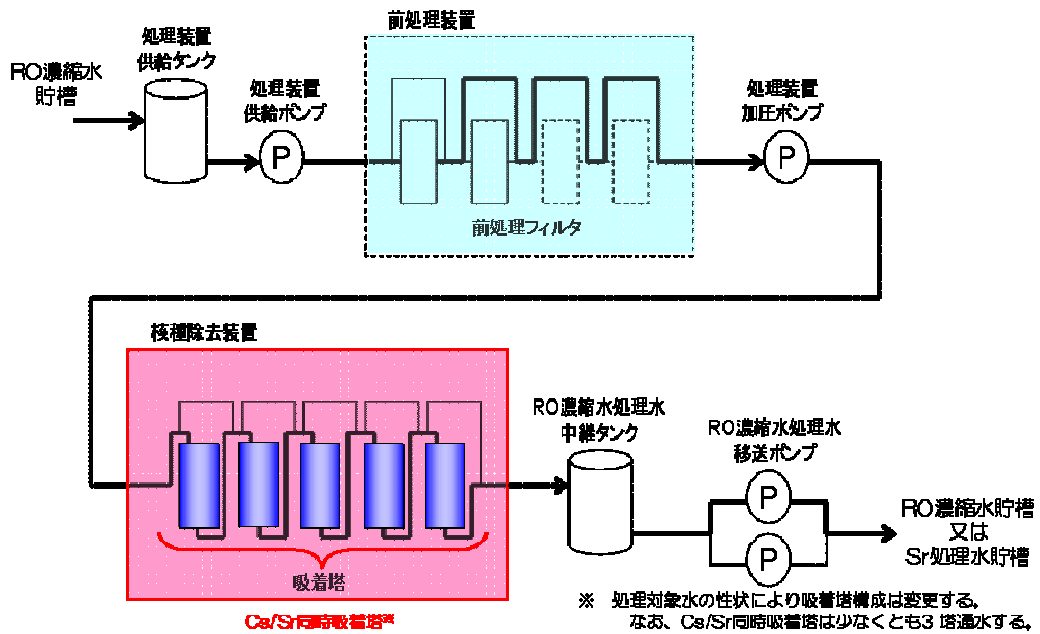 前処理装置
処理装置
供給タンク
RO濃縮水
貯槽
処理装置
供給ポンプ
P
処理装置
加圧ポンプ
P
前処理フィルタ
核種除去装置
RO濃縮水処理水
中継タンク
RO濃縮水処理水
移送ポンプ
P
P
RO濃縮水貯槽
又は
Sr処理水貯槽
吸着塔
Cs/Sr同時吸着塔※
※ 処理対象水の性状により吸着塔構成は変更する。
なお、Cs/Sr同時吸着塔は少なくとも3 塔通水する。